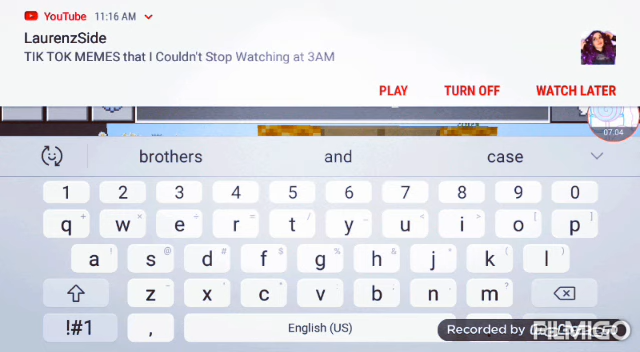 YouTube 11:16 AM
LaurenzSide
TIK TOK MEMES that I Couldn't Stop Watching at 3AM
PLAY TURN OFF WATCH LATER
07:04
brothers and case
1 2 3 4 5 6 7 8 9 0
q + w × e ÷ r = t / y _ u < i > o [ p ]
a ! s @ d # f $ g % h & j * k ( l )
z - x ' c " v : b ; n , m ?
!#1 , English (US)
Recorded by
FILMIGO